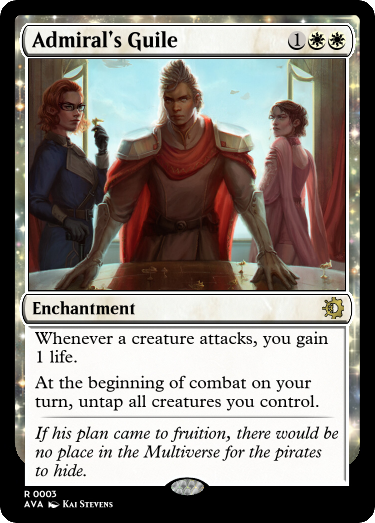 Admiral's Guile 1
Enchantment
Whenever a creature attacks, you gain
1 life.
At the beginning of combat on your
turn, untap all creatures you control.
If his plan came to fruition, there would be
no place in the Multiverse for the pirates
to hide.
R 0003
AVA Kai Stevens